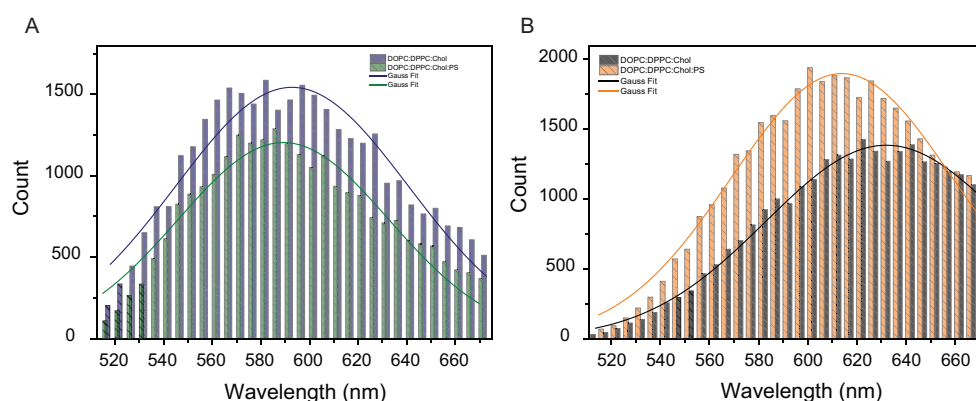 A
DOPC:DPPC:Chol
DOPC:DPPC:Chol:PS
Gauss Fit
Gauss Fit
1500
1000
500
0
Count
520 540 560 580 600 620 640 660
Wavelength (nm)
B
DOPC:DPPC:Chol
DOPC:DPPC:Chol:PS
Gauss Fit
Gauss Fit
2000
1500
1000
500
0
Count
520 540 560 580 600 620 640 660
Wavelength (nm)